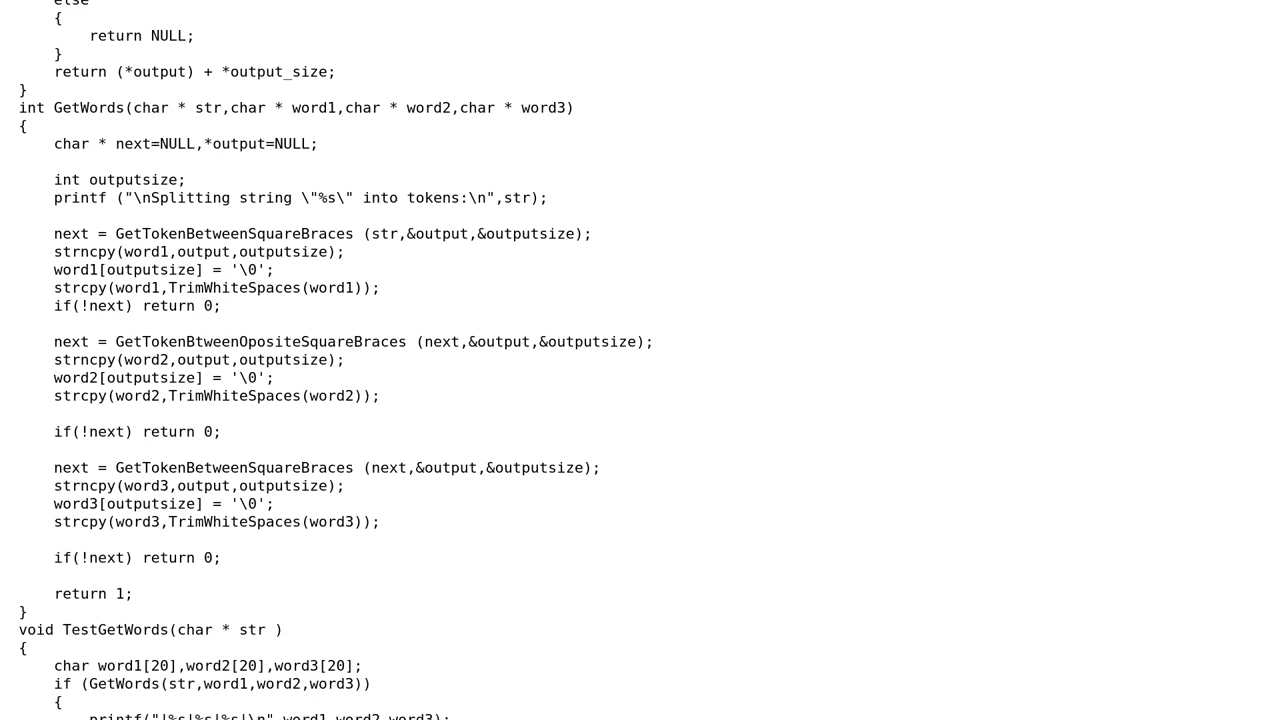 else
{
return NULL;
}
return (*output) + *output_size;
}
int GetWords(char * str,char * word1,char * word2,char * word3)
{
char * next=NULL,*output=NULL;
int outputsize;
printf ("\nSplitting string \"%s\" into tokens:\n",str);
next = GetTokenBetweenSquareBraces (str,&output,&outputsize);
strncpy(word1,output,outputsize);
word1[outputsize] = '\0';
strcpy(word1,TrimWhiteSpaces(word1));
if(!next) return 0;
next = GetTokenBtweenOpositeSquareBraces (next,&output,&outputsize);
strncpy(word2,output,outputsize);
word2[outputsize] = '\0';
strcpy(word2,TrimWhiteSpaces(word2));
if(!next) return 0;
next = GetTokenBetweenSquareBraces (next,&output,&outputsize);
strncpy(word3,output,outputsize);
word3[outputsize] = '\0';
strcpy(word3,TrimWhiteSpaces(word3));
if(!next) return 0;
return 1;
}
void TestGetWords(char * str )
{
char word1[20],word2[20],word3[20];
if (GetWords(str,word1,word2,word3))
{
printf("|%s|%s|%s|\n",word1,word2,word3);